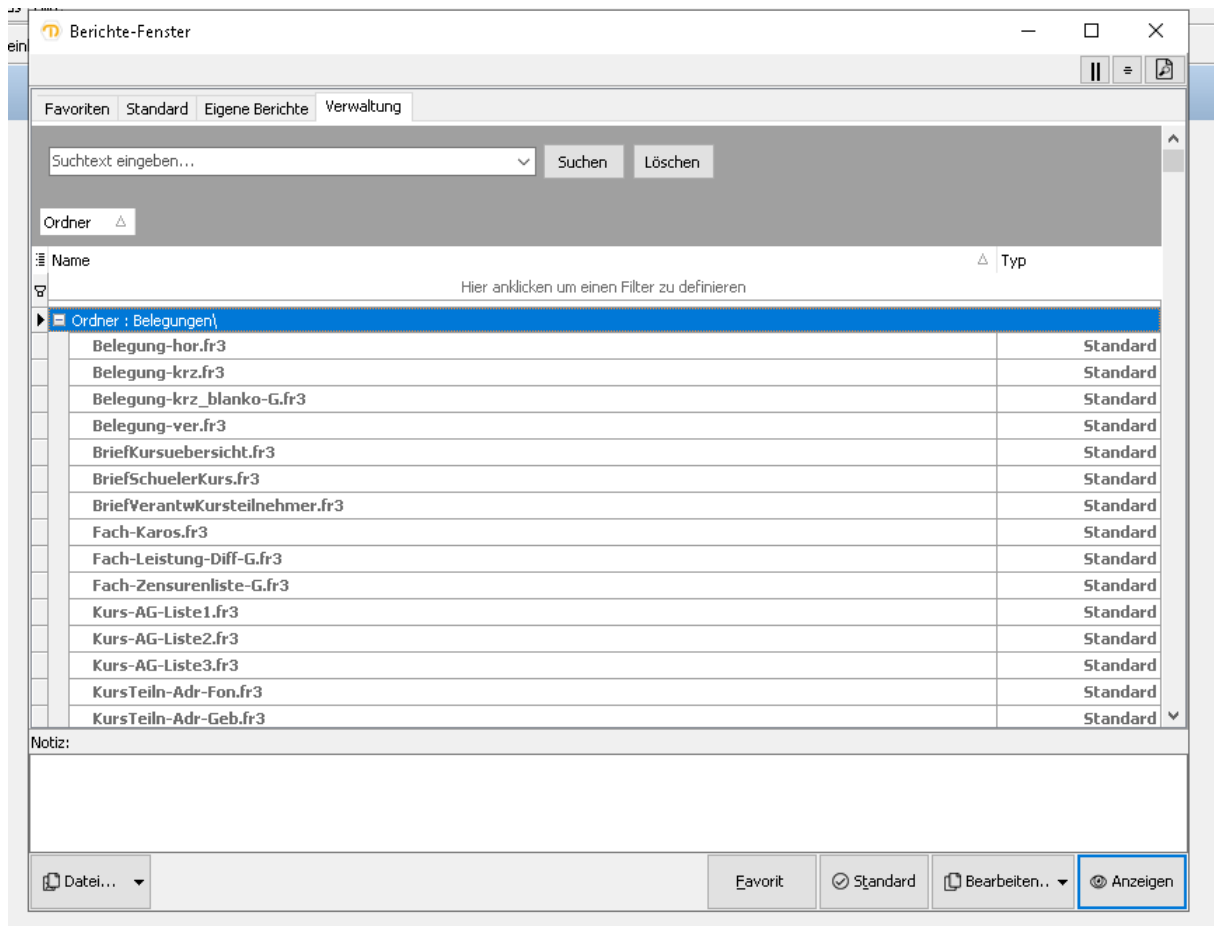 Berichte-Fenster
Favoriten Standard Eigene Berichte Verwaltung
Suchtext eingeben... Suchen Löschen
Ordner
Name Typ
Hier anklicken um einen Filter zu definieren
Ordner : Belegungen\
Belegung-hor.fr3 Standard
Belegung-krz.fr3 Standard
Belegung-krz_blanko-G.fr3 Standard
Belegung-ver.fr3 Standard
BriefKursuebersicht.fr3 Standard
BriefSchuelerKurs.fr3 Standard
BriefVerantwKursteilnehmer.fr3 Standard
Fach-Karos.fr3 Standard
Fach-Leistung-Diff-G.fr3 Standard
Fach-Zensurenliste-G.fr3 Standard
Kurs-AG-Liste1.fr3 Standard
Kurs-AG-Liste2.fr3 Standard
Kurs-AG-Liste3.fr3 Standard
KursTeiln-Adr-Fon.fr3 Standard
KursTeiln-Adr-Geb.fr3 Standard
Notiz:
Datei... Favorit Standard Bearbeiten.. Anzeigen